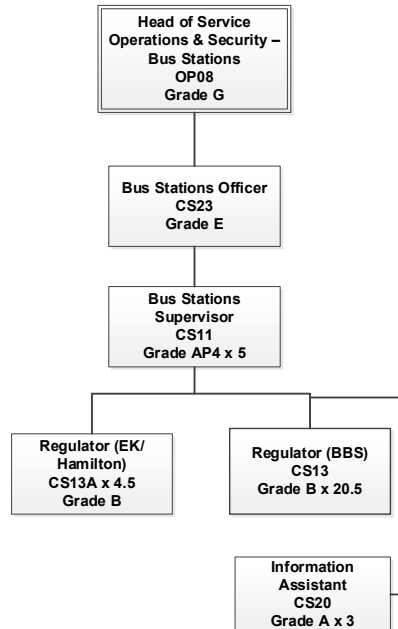 Head of Service
Operations & Security –
Bus Stations
OP08
Grade G
Bus Stations Officer
CS23
Grade E
Bus Stations
Supervisor
CS11
Grade AP4 x 5
Regulator (EK/
Hamilton)
CS13A x 4.5
Grade B
Regulator (BBS)
CS13
Grade B x 20.5
Information
Assistant
CS20
Grade A x 3